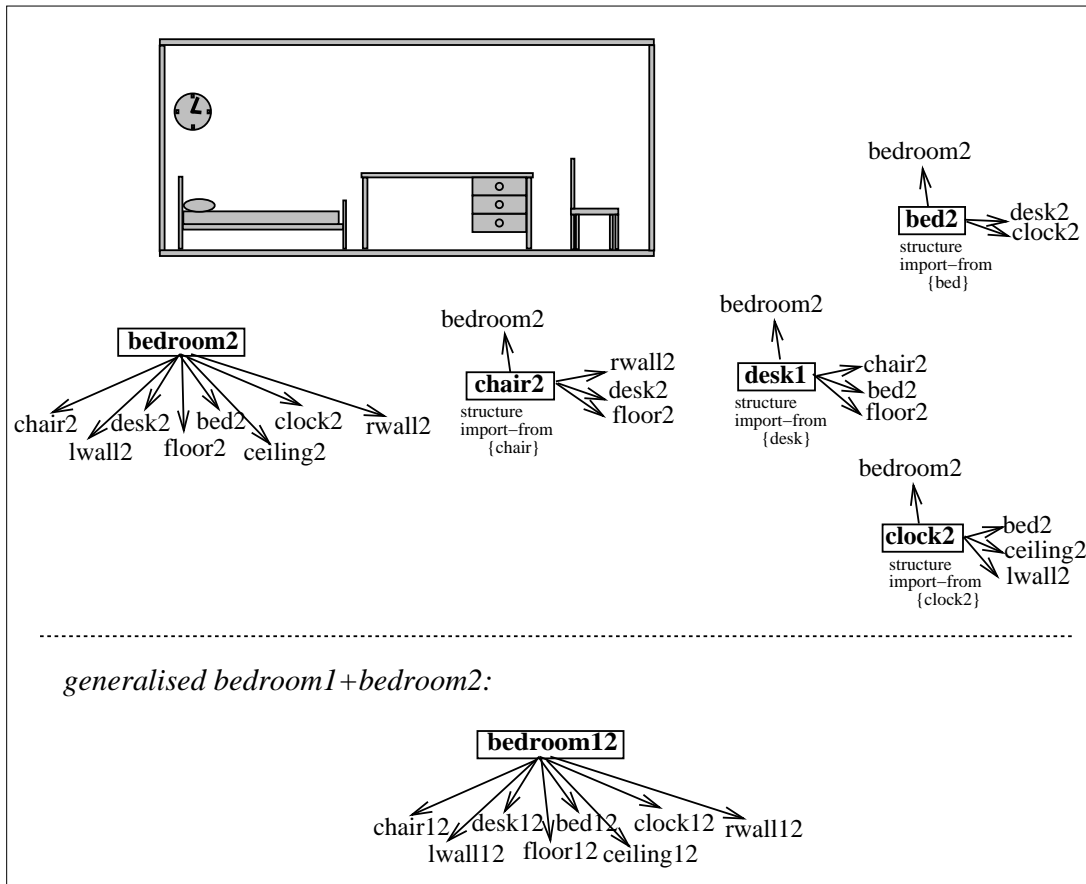 bedroom2
bed2
desk2
clock2
structure
import−from
{bed}
bedroom2
chair2
lwall2
desk2
floor2
bed2
ceiling2
clock2
rwall2
bedroom2
chair2
rwall2
desk2
floor2
structure
import−from
{chair}
bedroom2
desk1
chair2
bed2
floor2
structure
import−from
{desk}
bedroom2
clock2
bed2
ceiling2
lwall2
structure
import−from
{clock2}
generalised bedroom1+bedroom2:
bedroom12
chair12
lwall12
desk12
floor12
bed12
ceiling12
clock12
rwall12